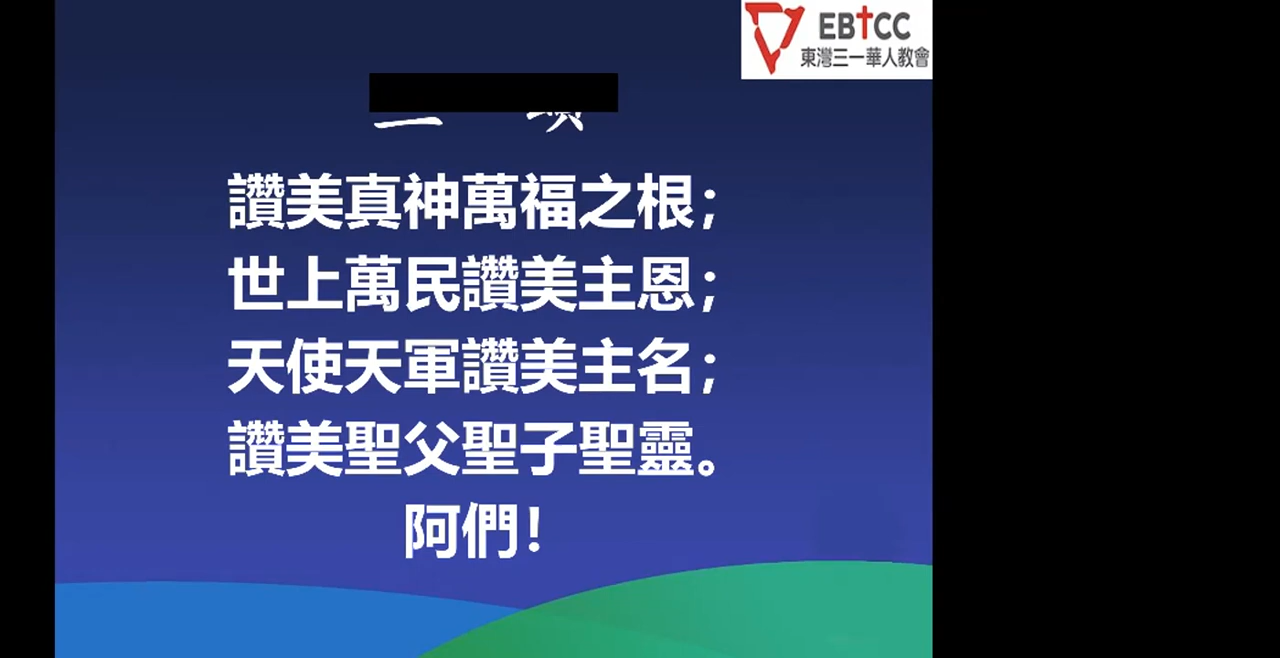 EB†CC
東灣三一華人教會
讚美真神萬福之根；
世上萬民讚美主恩；
天使天軍讚美主名；
讚美聖父聖子聖靈。
阿們！